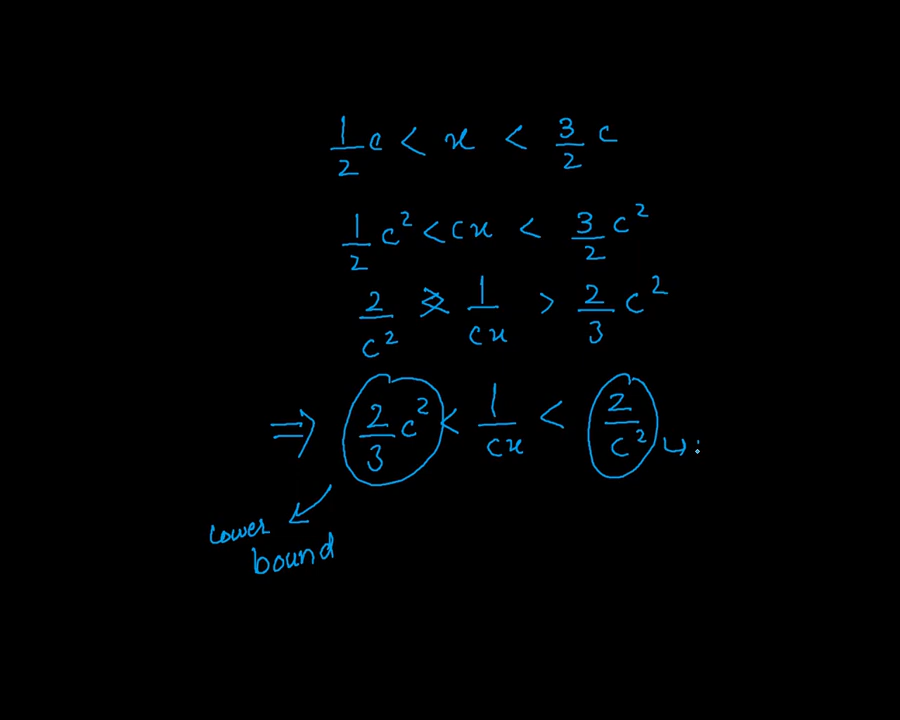 1/2 c < x < 3/2 c
1/2 c² < cx < 3/2 c²
2/c² > 1/cx > 2/3 c²
⇒ 2/3 c² < 1/cx < 2/c² ↪
lower
bound